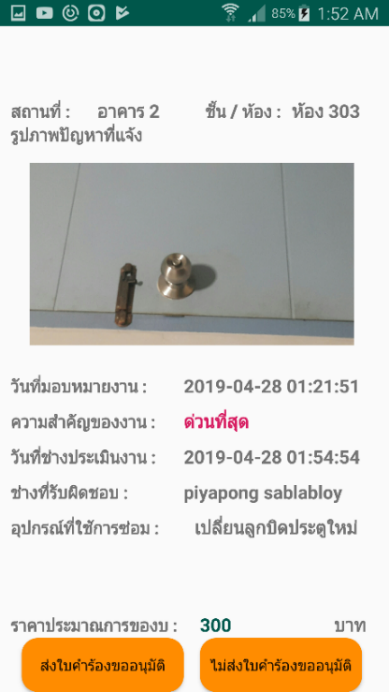 85% 1:52 AM
สถานที่ : อาคาร 2 ชั้น / ห้อง : ห้อง 303
รูปภาพปัญหาที่แจ้ง
วันที่มอบหมายงาน : 2019-04-28 01:21:51
ความสำคัญของงาน : ด่วนที่สุด
วันที่ช่างประเมินงาน : 2019-04-28 01:54:54
ช่างที่รับผิดชอบ : piyapong sablabloy
อุปกรณ์ที่ใช้การซ่อม : เปลี่ยนลูกบิดประตูใหม่
ราคาประมาณการของบ : 300 บาท
ส่งใบคำร้องขออนุมัติ ไม่ส่งใบคำร้องขออนุมัติ